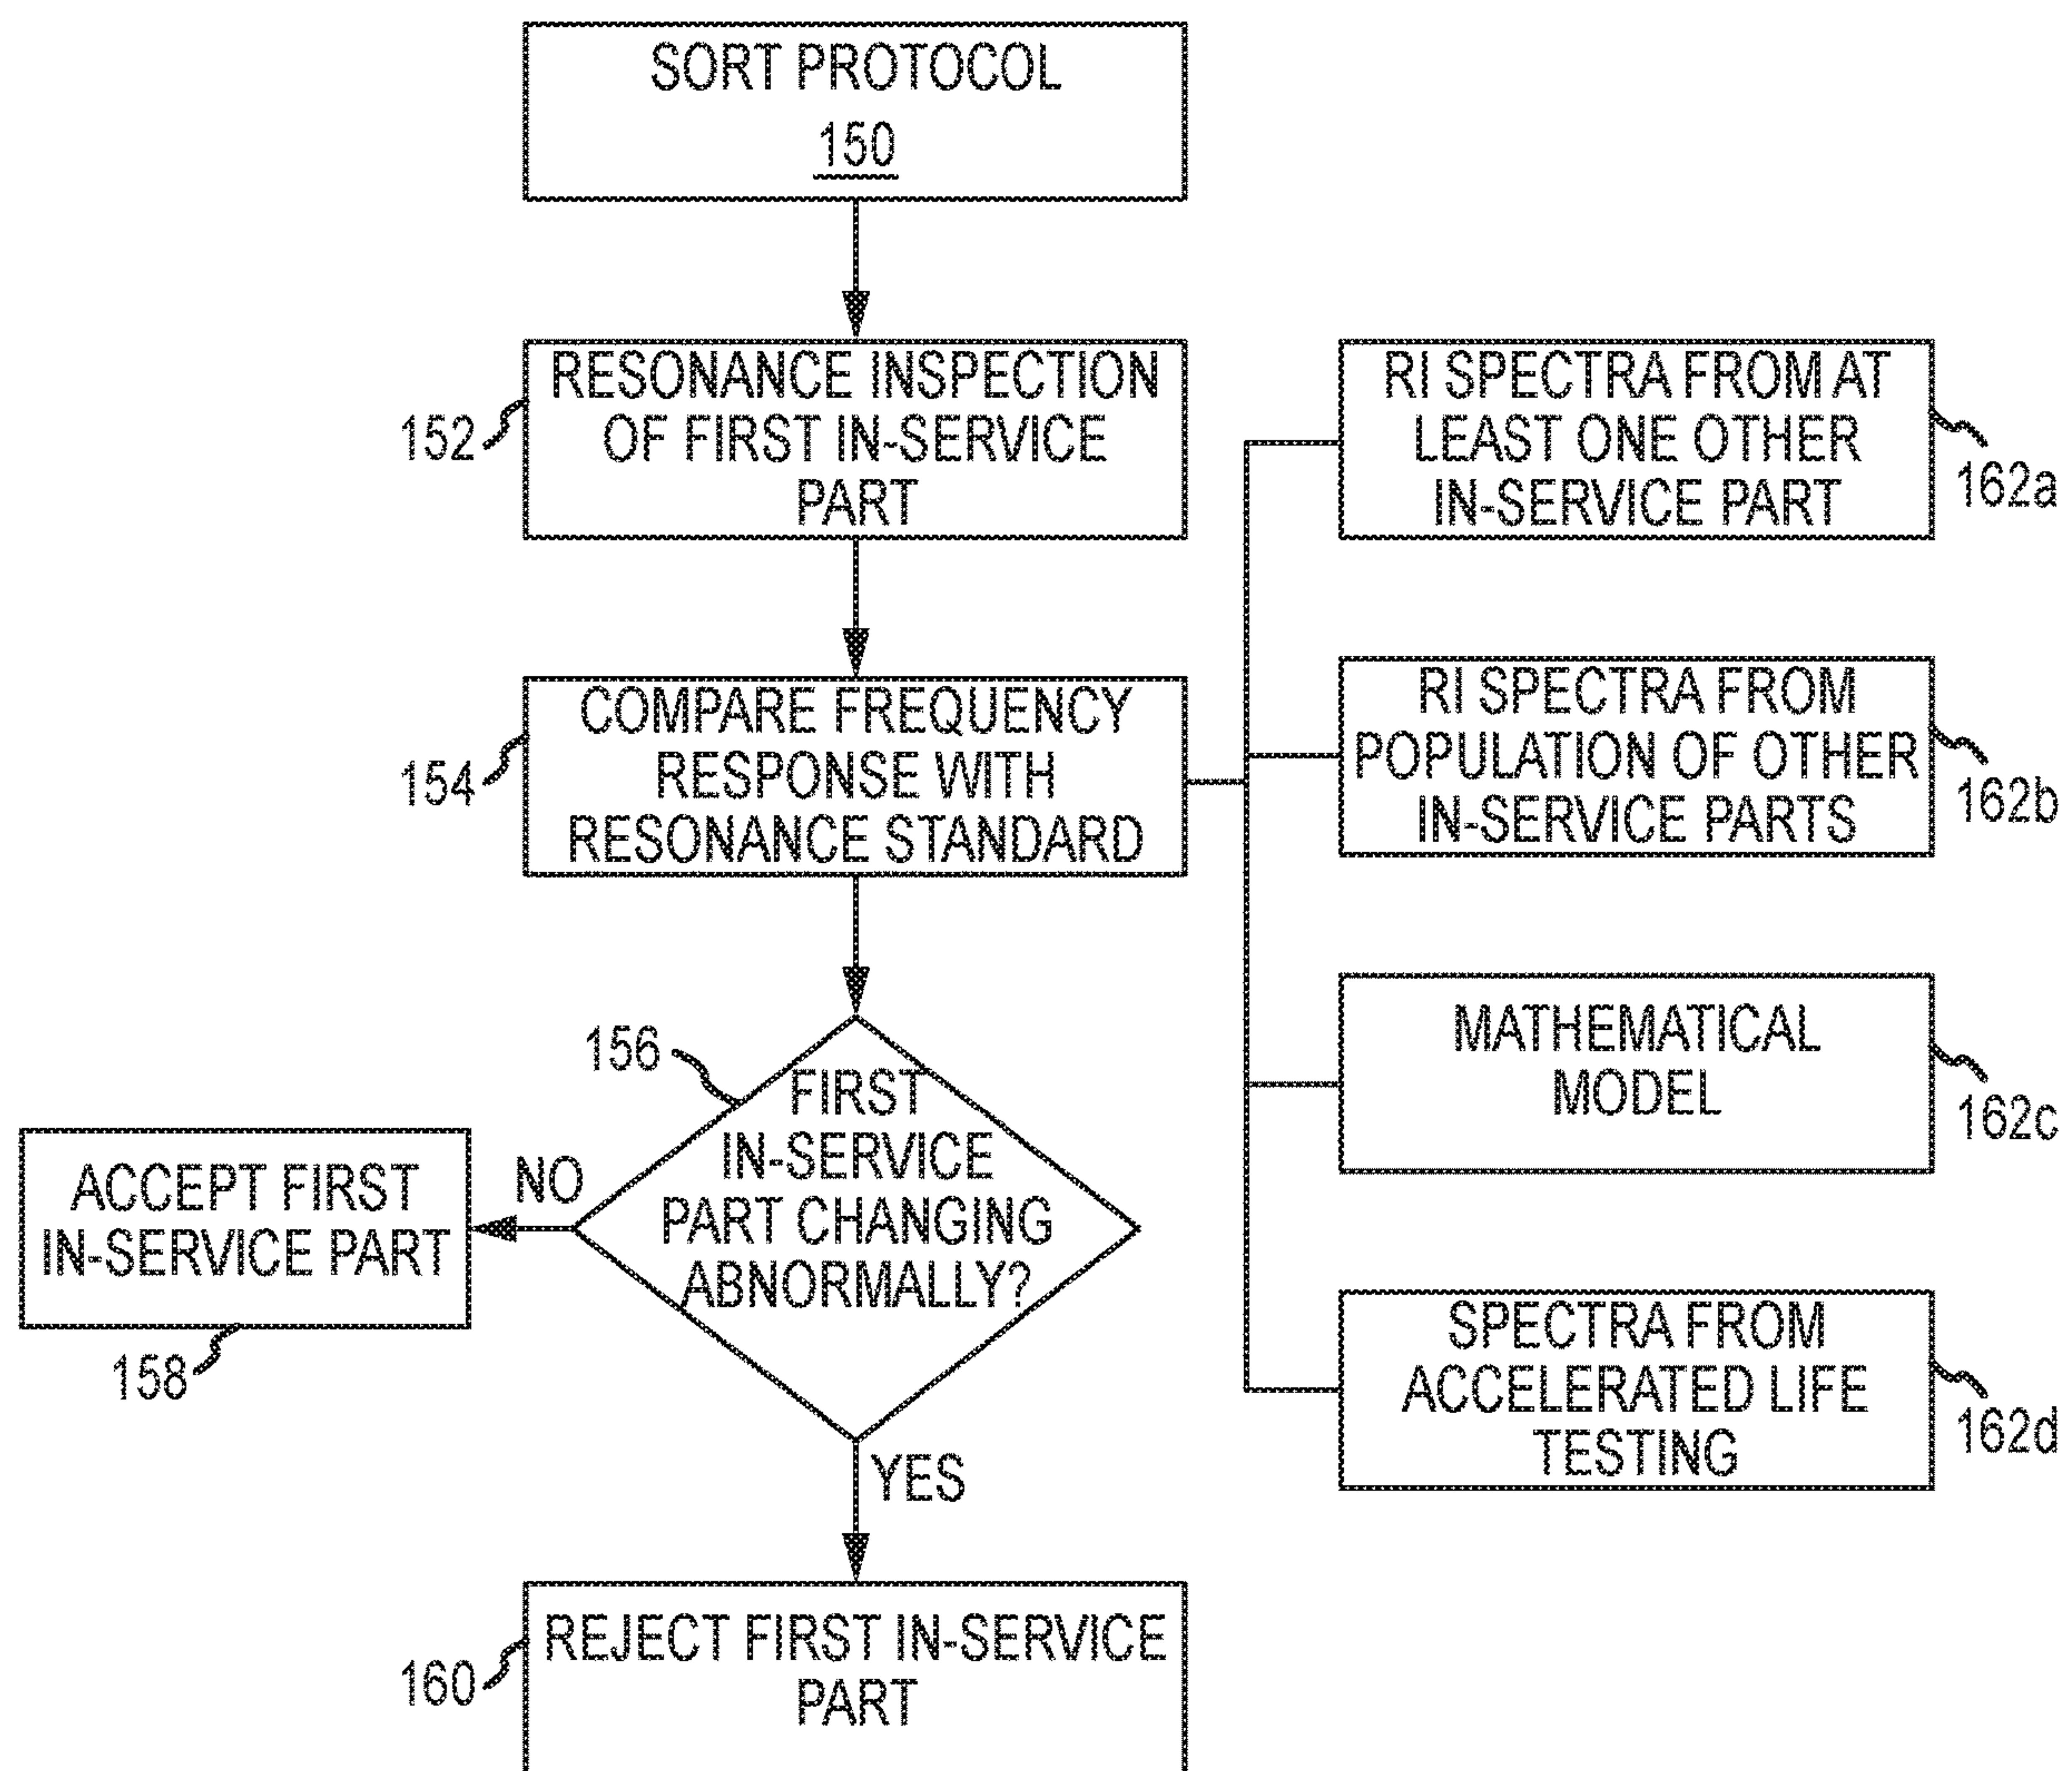 SORT PROTOCOL
150
RESONANCE INSPECTION
OF FIRST IN-SERVICE
PART
152
RI SPECTRA FROM AT
LEAST ONE OTHER
IN-SERVICE PART
162a
COMPARE FREQUENCY
RESPONSE WITH
RESONANCE STANDARD
154
RI SPECTRA FROM
POPULATION OF OTHER
IN-SERVICE PARTS
162b
MATHEMATICAL
MODEL
162c
156
FIRST
IN-SERVICE
PART CHANGING
ABNORMALLY?
NO
ACCEPT FIRST
IN-SERVICE PART
158
SPECTRA FROM
ACCELERATED LIFE
TESTING
162d
YES
REJECT FIRST IN-SERVICE
PART
160